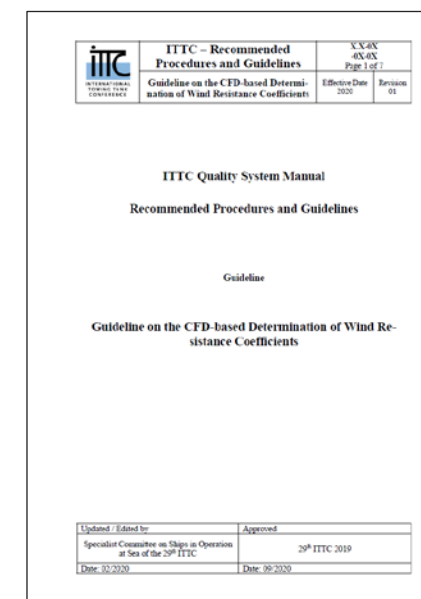 ITTC
INTERNATIONAL
TOWING TANK
CONFERENCE
ITTC – Recommended
Procedures and Guidelines
X.X-0X
-0X-0X
Page 1 of 7
Guideline on the CFD-based Determi-
nation of Wind Resistance Coefficients
Effective Date
2020
Revision
01
ITTC Quality System Manual
Recommended Procedures and Guidelines
Guideline
Guideline on the CFD-based Determination of Wind Re-
sistance Coefficients
Updated / Edited by
Approved
Specialist Committee on Ships in Operation
at Sea of the 29th ITTC
29th ITTC 2019
Date: 02/2020
Date: 09/2020